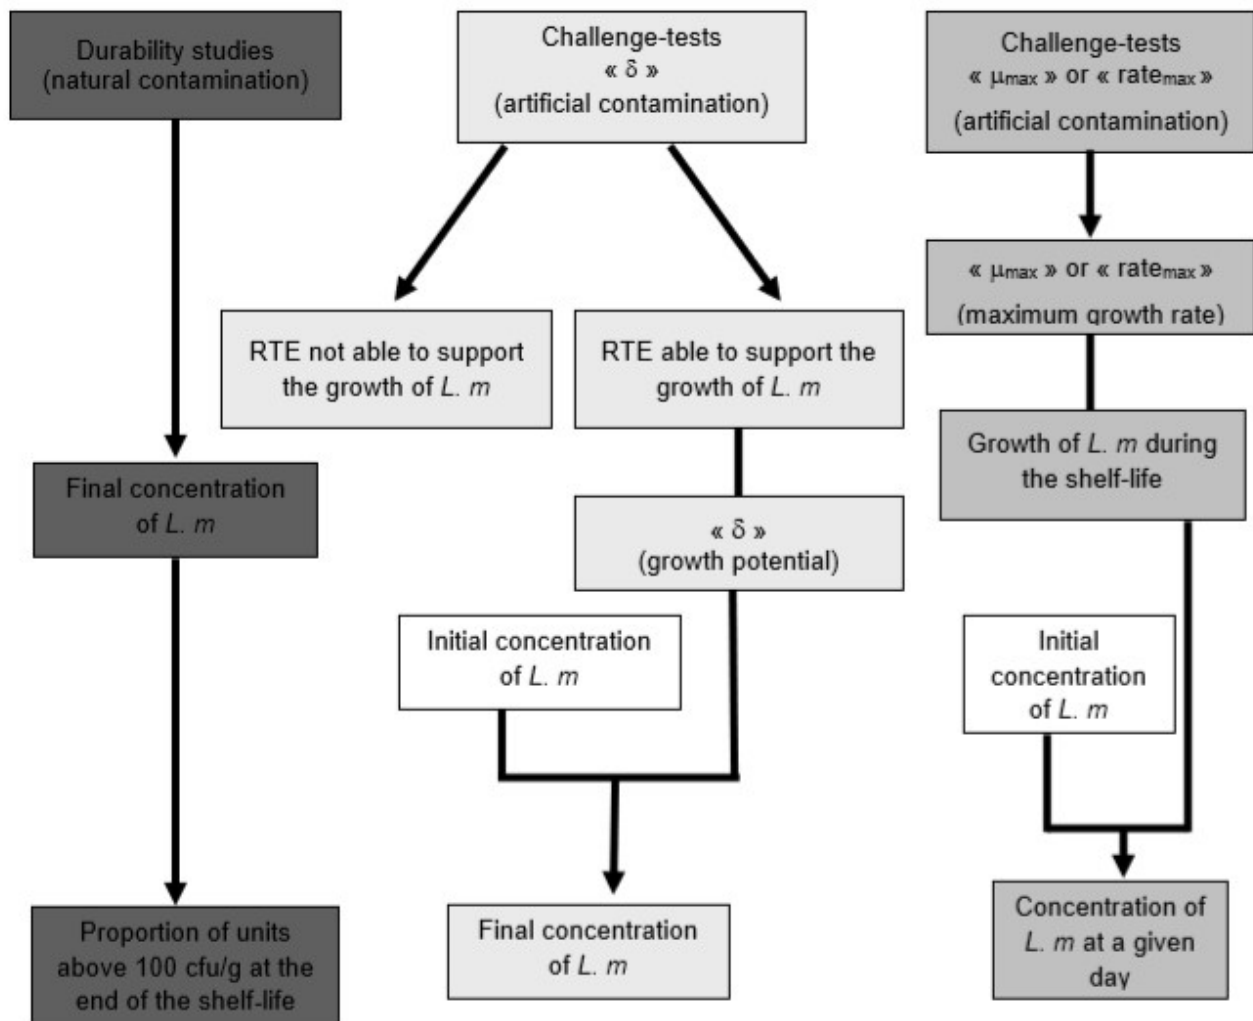 Durability studies
(natural contamination)
Final concentration
of L. m
Proportion of units
above 100 cfu/g at the
end of the shelf-life
Challenge-tests
« δ »
(artificial contamination)
RTE not able to support
the growth of L. m
RTE able to support the
growth of L. m
« δ »
(growth potential)
Initial concentration
of L. m
Final concentration
of L. m
Challenge-tests
« μmax » or « ratemax »
(artificial contamination)
« μmax » or « ratemax »
(maximum growth rate)
Growth of L. m during
the shelf-life
Initial
concentration
of L. m
Concentration of
L. m at a given
day